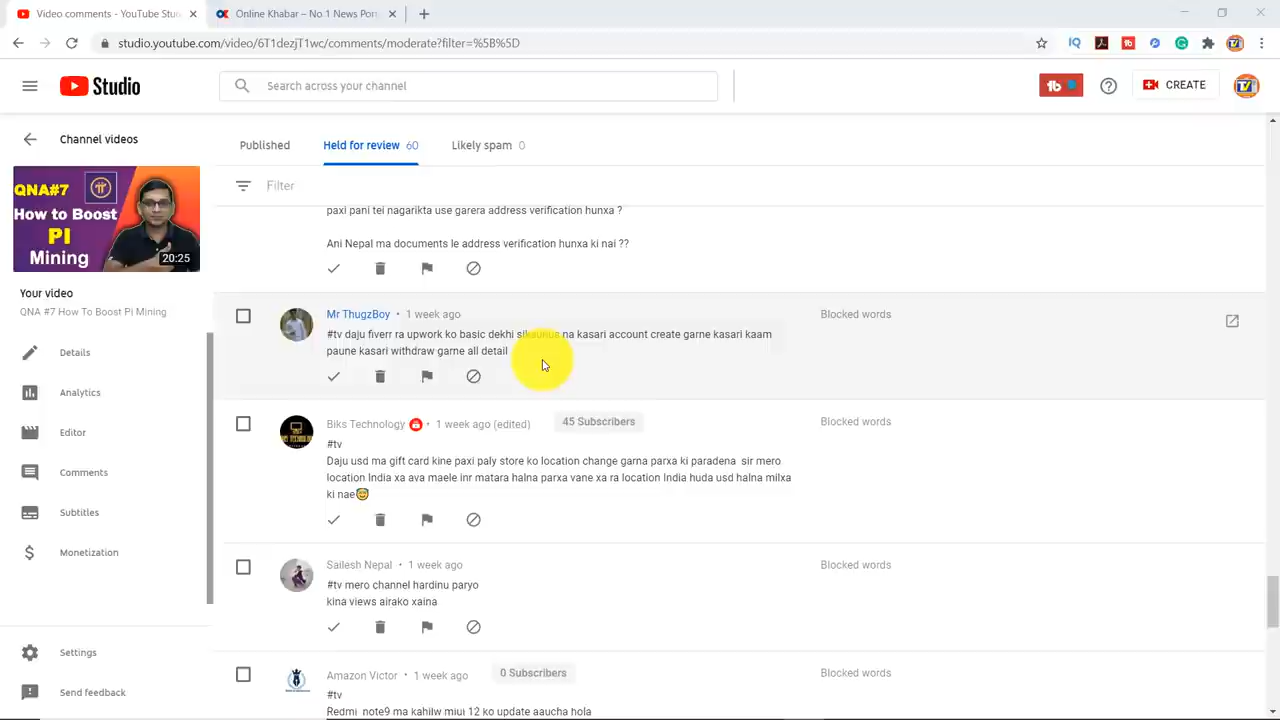 Video comments - YouTube Stu
Online Khabar – No 1 News Por
studio.youtube.com/video/6T1dezjT1wc/comments/moderate?filter=%5B%5D
Studio
Search across your channel
CREATE
Channel videos
Published
Held for review 60
Likely spam 0
Filter
QNA#7
How to Boost
PI
Mining
20:25
Your video
QNA #7 How To Boost Pi Mining
Details
Analytics
Editor
Comments
Subtitles
Monetization
Settings
Send feedback
paxi pani tei nagarikta use garera address verification hunxa ?
Ani Nepal ma documents le address verification hunxa ki nai ??
Mr ThugzBoy • 1 week ago
Blocked words
#tv daju fiverr ra upwork ko basic dekhi sikaunus na kasari account create garne kasari kaam
paune kasari withdraw garne all detail
Biks Technology • 1 week ago (edited)
45 Subscribers
Blocked words
#tv
Daju usd ma gift card kine paxi paly store ko location change garna parxa ki paradena sir mero
location India xa ava maele inr matara halna parxa vane xa ra location India huda usd halna milxa
ki nae😇
Sailesh Nepal • 1 week ago
Blocked words
#tv mero channel hardinu paryo
kina views airako xaina
Amazon Victor • 1 week ago
0 Subscribers
Blocked words
#tv
Redmi note9 ma kahilw miui 12 ko update aaucha hola